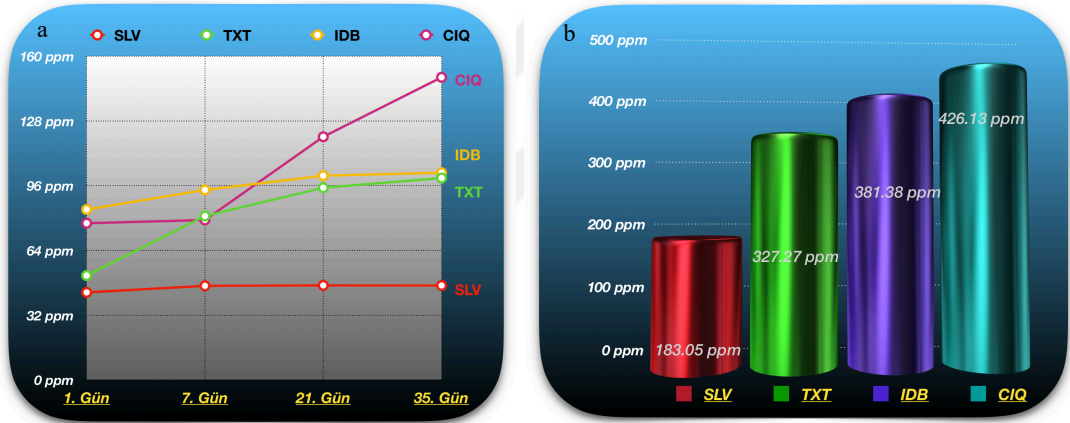 a
SLV TXT IDB CIQ
160 ppm
128 ppm
96 ppm
64 ppm
32 ppm
0 ppm
CIQ
IDB
TXT
SLV
1. Gün 7. Gün 21. Gün 35. Gün
b
500 ppm
400 ppm
300 ppm
200 ppm
100 ppm
0 ppm
183.05 ppm
327.27 ppm
381.38 ppm
426.13 ppm
SLV TXT IDB CIQ